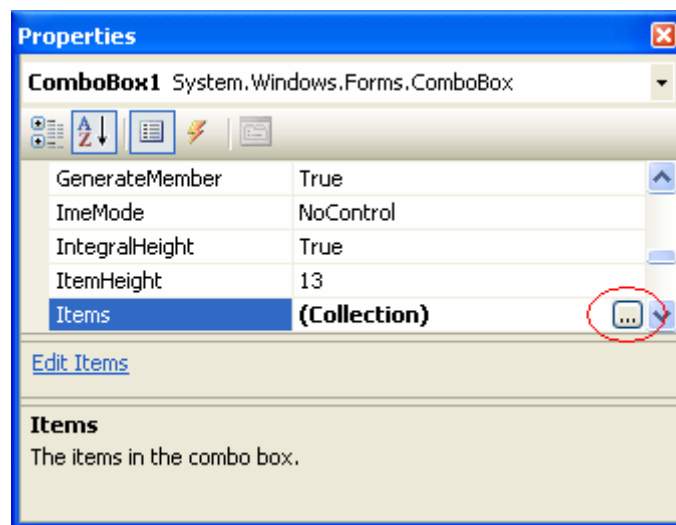 Properties
ComboBox1 System.Windows.Forms.ComboBox
A
Z
GenerateMember True
ImeMode NoControl
IntegralHeight True
ItemHeight 13
Items (Collection) ...
Edit Items
Items
The items in the combo box.